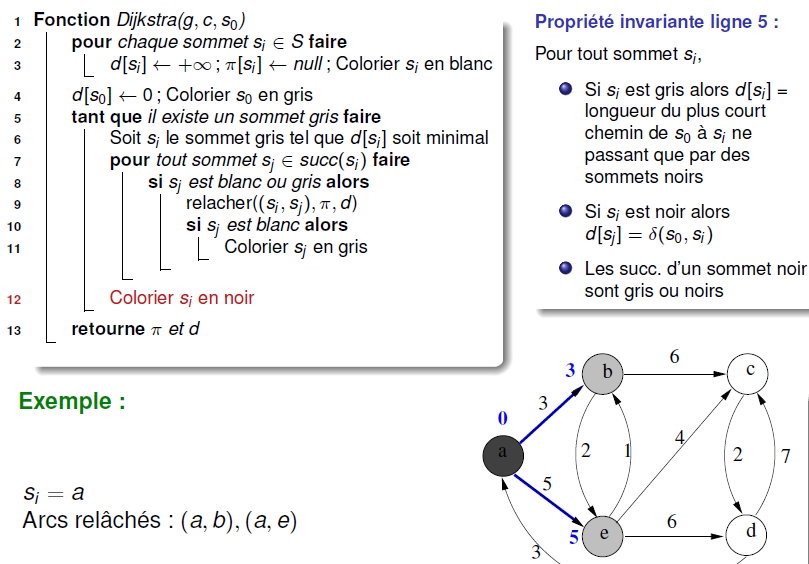 1 Fonction Dijkstra(g, c, s₀)
2 pour chaque sommet sᵢ ∈ S faire
3 d[sᵢ] ← +∞ ; π[sᵢ] ← null ; Colorier sᵢ en blanc
4 d[s₀] ← 0 ; Colorier s₀ en gris
5 tant que il existe un sommet gris faire
6 Soit sᵢ le sommet gris tel que d[sᵢ] soit minimal
7 pour tout sommet sⱼ ∈ succ(sᵢ) faire
8 si sⱼ est blanc ou gris alors
9 relacher((sᵢ, sⱼ), π, d)
10 si sⱼ est blanc alors
11 Colorier sⱼ en gris
12 Colorier sᵢ en noir
13 retourne π et d
Propriété invariante ligne 5 :
Pour tout sommet sᵢ,
Si sᵢ est gris alors d[sᵢ] =
longueur du plus court
chemin de s₀ à sᵢ ne
passant que par des
sommets noirs
Si sᵢ est noir alors
d[sⱼ] = δ(s₀, sᵢ)
Les succ. d'un sommet noir
sont gris ou noirs
Exemple :
sᵢ = a
Arcs relâchés : (a, b), (a, e)
3 b 6 c
3
0
a 2 1 4 2 7
5
5 e 6 d
3